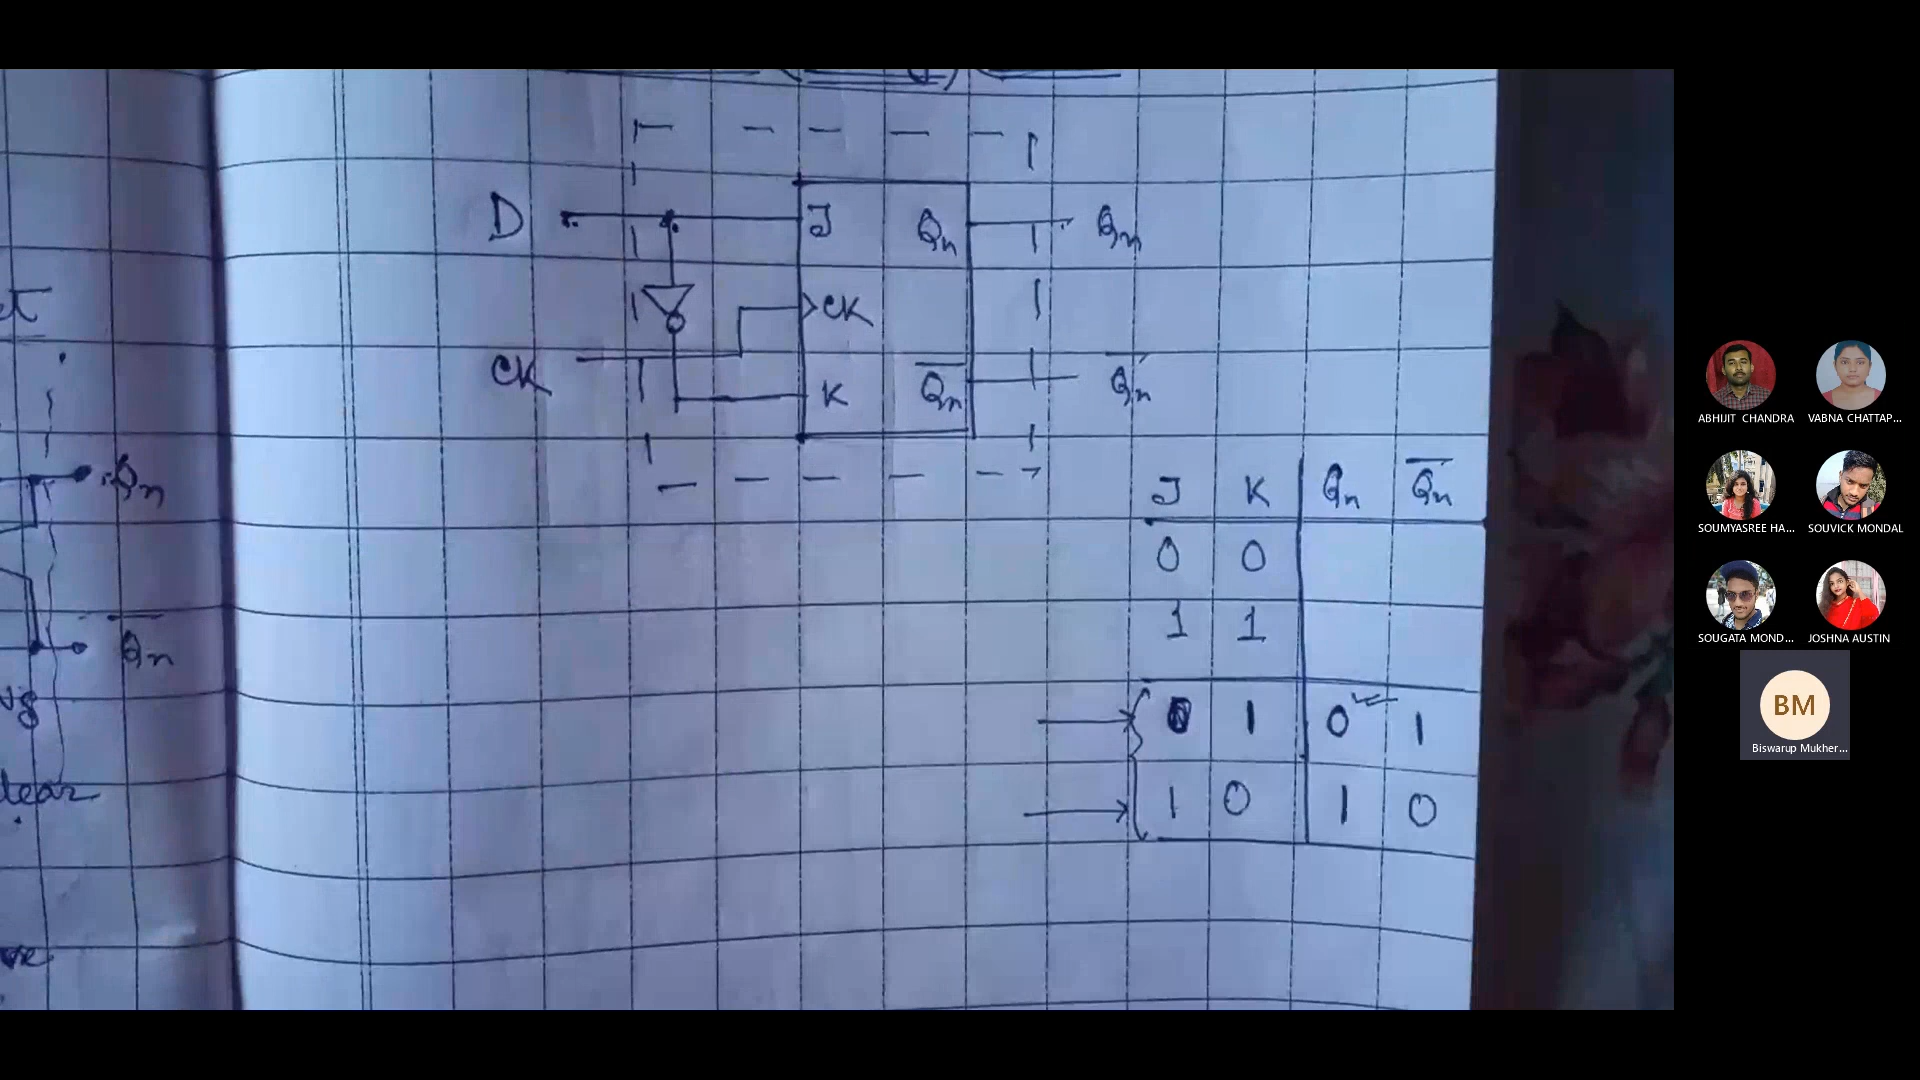 D J Qn Qn
CK CK
K Q̅n Q̅n
Qn
Q̅n
J K Qn Q̅n
0 0
1 1
0 1 0 1
1 0 1 0
ABHIJIT CHANDRA
VABNA CHATTAP...
SOUMYASREE HA...
SOUVICK MONDAL
SOUGATA MOND...
JOSHNA AUSTIN
BM
Biswarup Mukher...